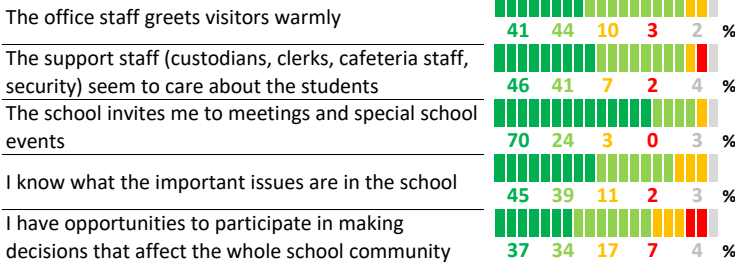 The office staff greets visitors warmly
41 44 10 3 2 %
The support staff (custodians, clerks, cafeteria staff,
security) seem to care about the students
46 41 7 2 4 %
The school invites me to meetings and special school
events
70 24 3 0 3 %
I know what the important issues are in the school
45 39 11 2 3 %
I have opportunities to participate in making
decisions that affect the whole school community
37 34 17 7 4 %